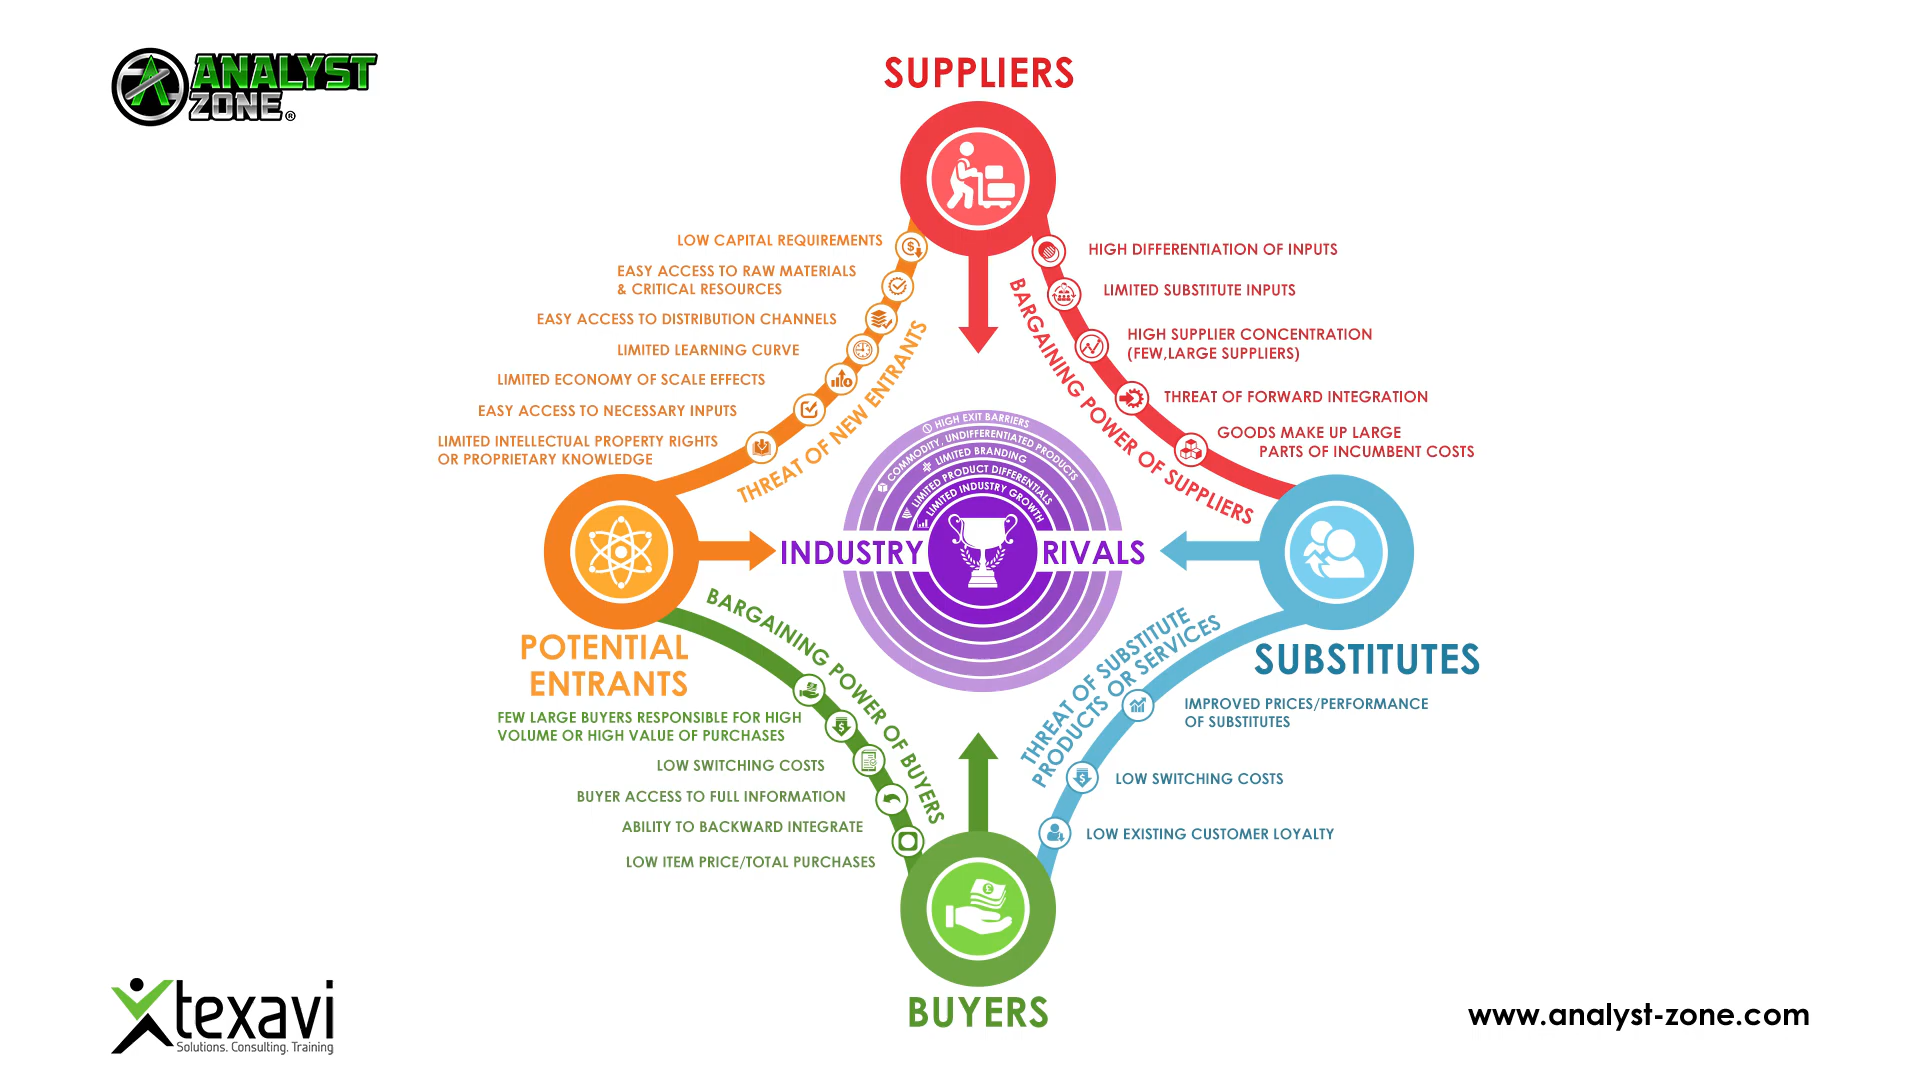 ANALYST
ZONE®
SUPPLIERS
LOW CAPITAL REQUIREMENTS
EASY ACCESS TO RAW MATERIALS
& CRITICAL RESOURCES
EASY ACCESS TO DISTRIBUTION CHANNELS
LIMITED LEARNING CURVE
LIMITED ECONOMY OF SCALE EFFECTS
EASY ACCESS TO NECESSARY INPUTS
LIMITED INTELLECTUAL PROPERTY RIGHTS
OR PROPRIETARY KNOWLEDGE
THREAT OF NEW ENTRANTS
HIGH DIFFERENTIATION OF INPUTS
LIMITED SUBSTITUTE INPUTS
HIGH SUPPLIER CONCENTRATION
(FEW,LARGE SUPPLIERS)
THREAT OF FORWARD INTEGRATION
GOODS MAKE UP LARGE
PARTS OF INCUMBENT COSTS
BARGAINING POWER OF SUPPLIERS
HIGH EXIT BARRIERS
COMMODITY, UNDIFFERENTIATED PRODUCTS
LIMITED BRANDING
LIMITED PRODUCT DIFFERENTIALS
LIMITED INDUSTRY GROWTH
INDUSTRY RIVALS
POTENTIAL
ENTRANTS
SUBSTITUTES
BARGAINING POWER OF BUYERS
FEW LARGE BUYERS RESPONSIBLE FOR HIGH
VOLUME OR HIGH VALUE OF PURCHASES
LOW SWITCHING COSTS
BUYER ACCESS TO FULL INFORMATION
ABILITY TO BACKWARD INTEGRATE
LOW ITEM PRICE/TOTAL PURCHASES
THREAT OF SUBSTITUTE
PRODUCTS OR SERVICES
IMPROVED PRICES/PERFORMANCE
OF SUBSTITUTES
LOW SWITCHING COSTS
LOW EXISTING CUSTOMER LOYALTY
BUYERS
texavi
Solutions. Consulting. Training
www.analyst-zone.com